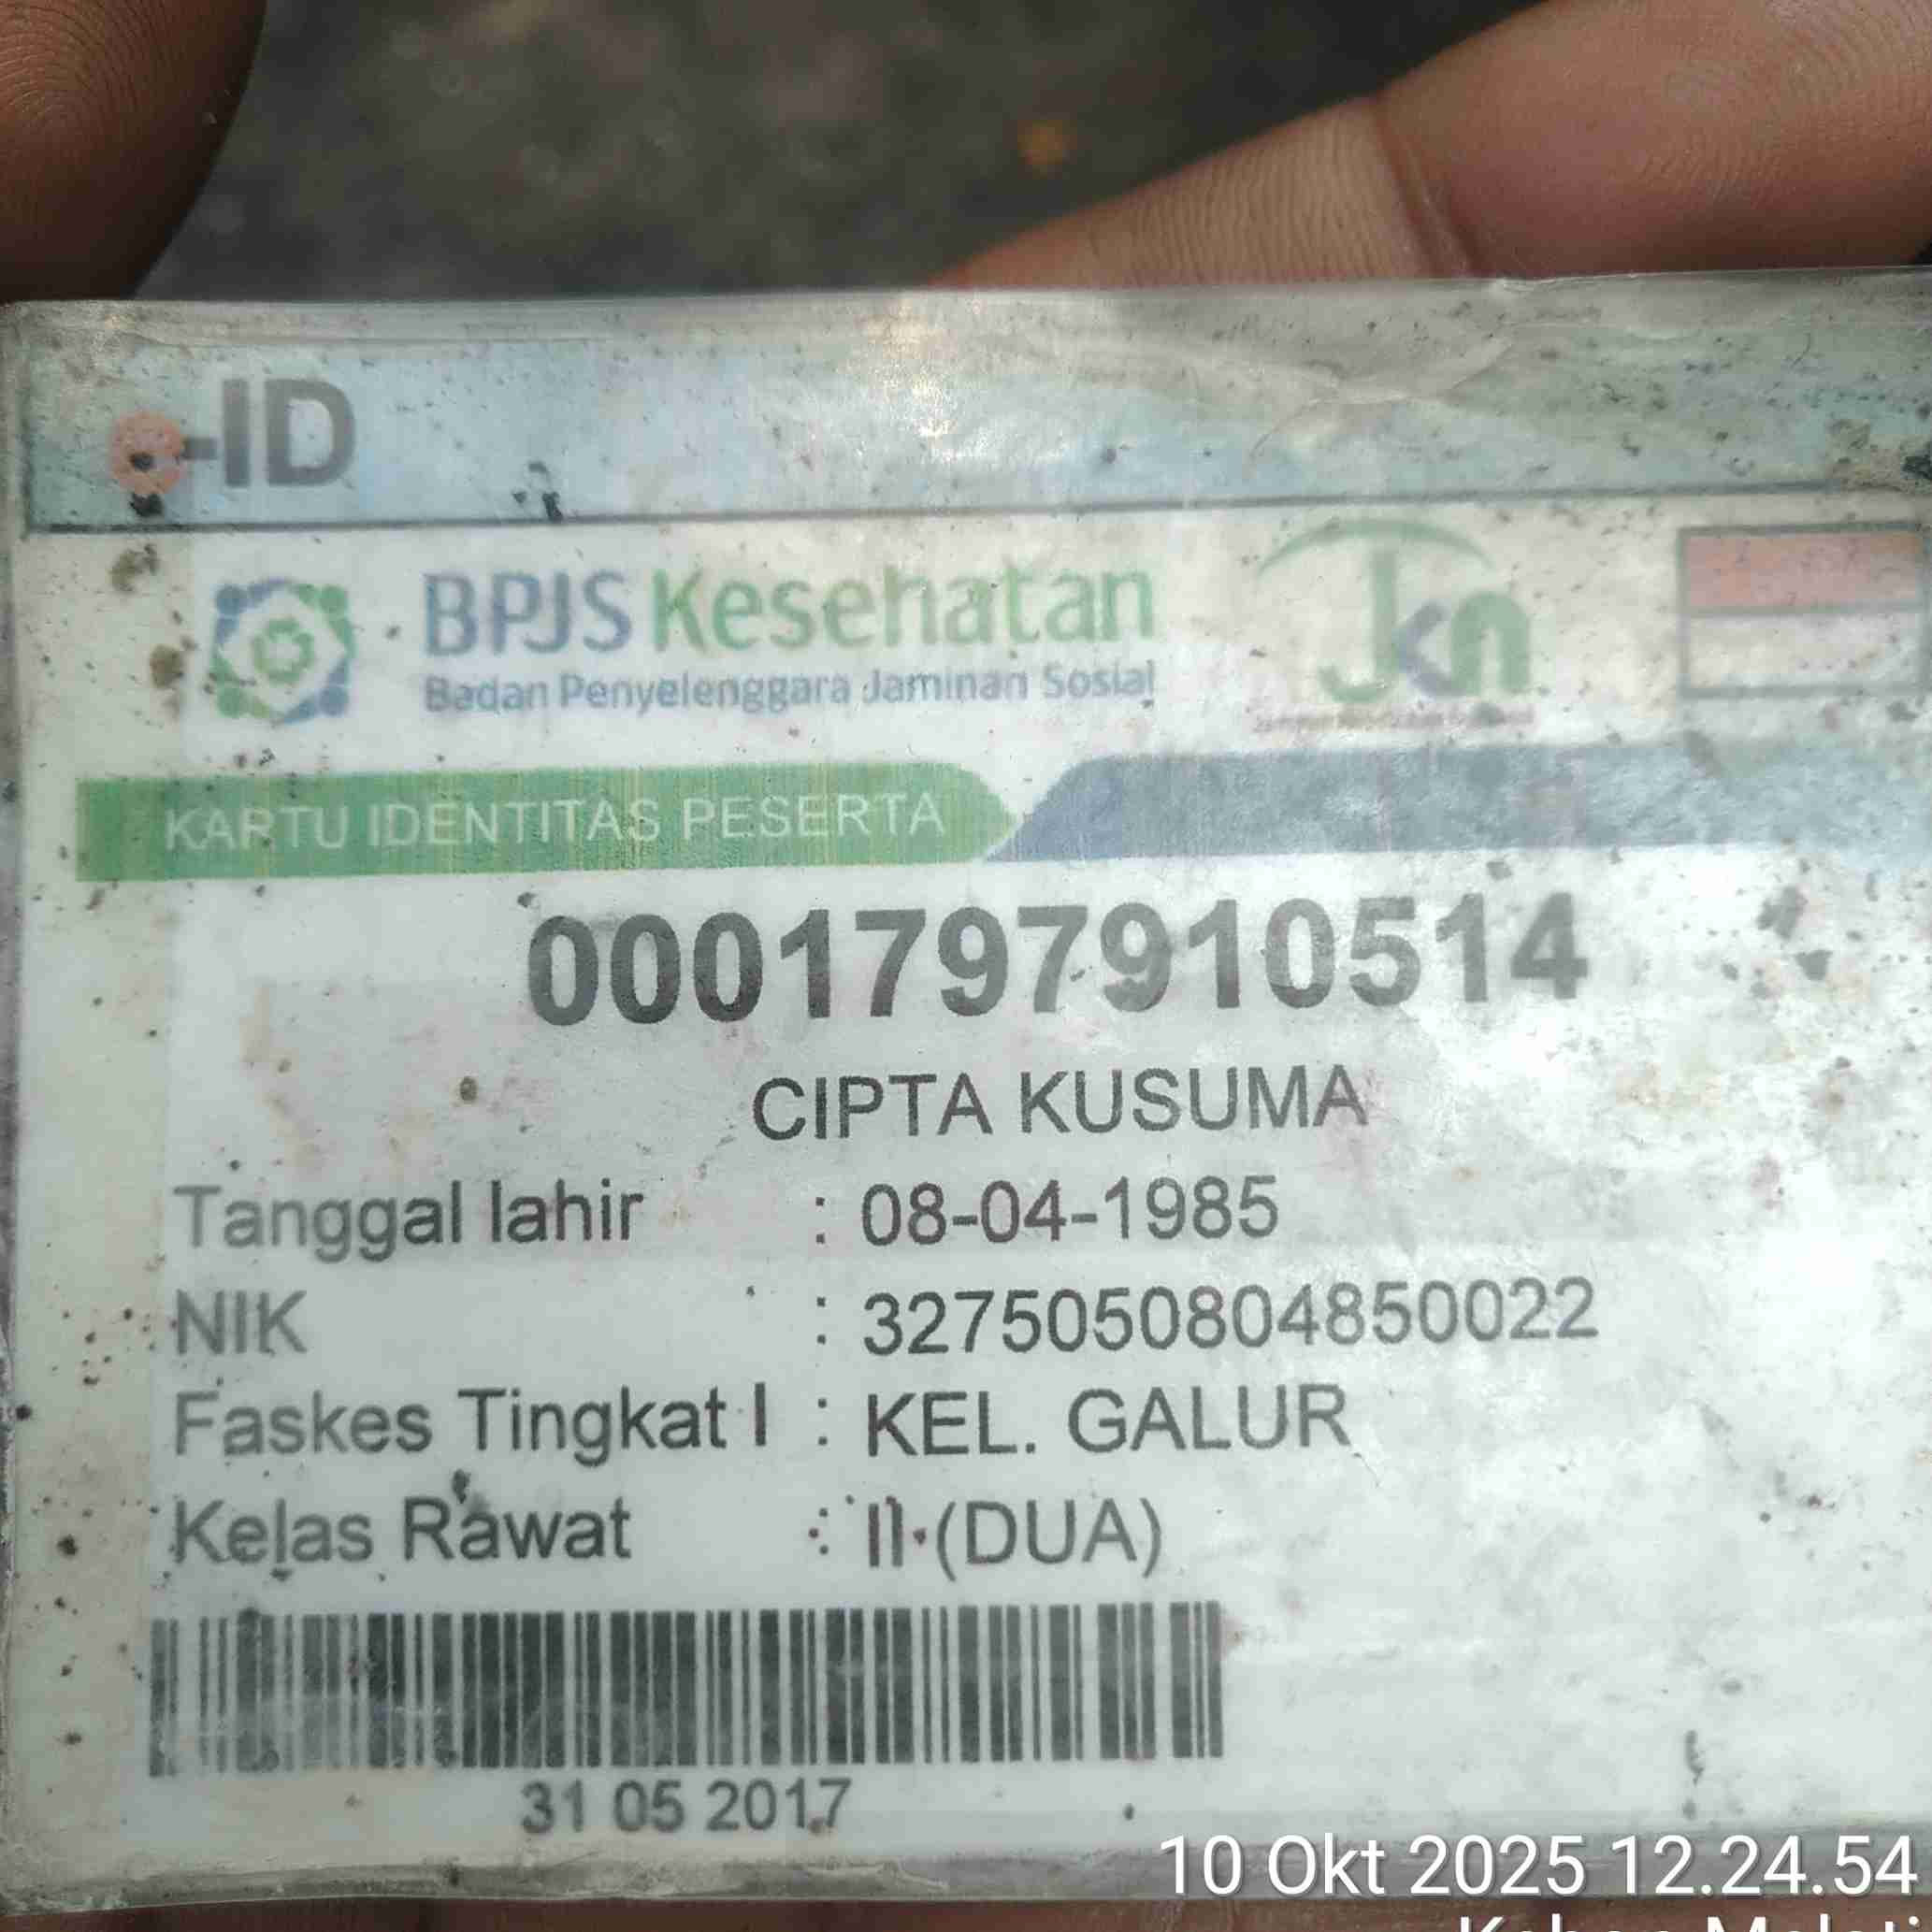 e-ID
BPJS Kesehatan
Badan Penyelenggara Jaminan Sosial
Jkn
KARTU IDENTITAS PESERTA
0001797910514
CIPTA KUSUMA
Tanggal lahir : 08-04-1985
NIK : 3275050804850022
Faskes Tingkat I : KEL. GALUR
Kelas Rawat : II (DUA)
31 05 2017
10 Okt 2025 12.24.54